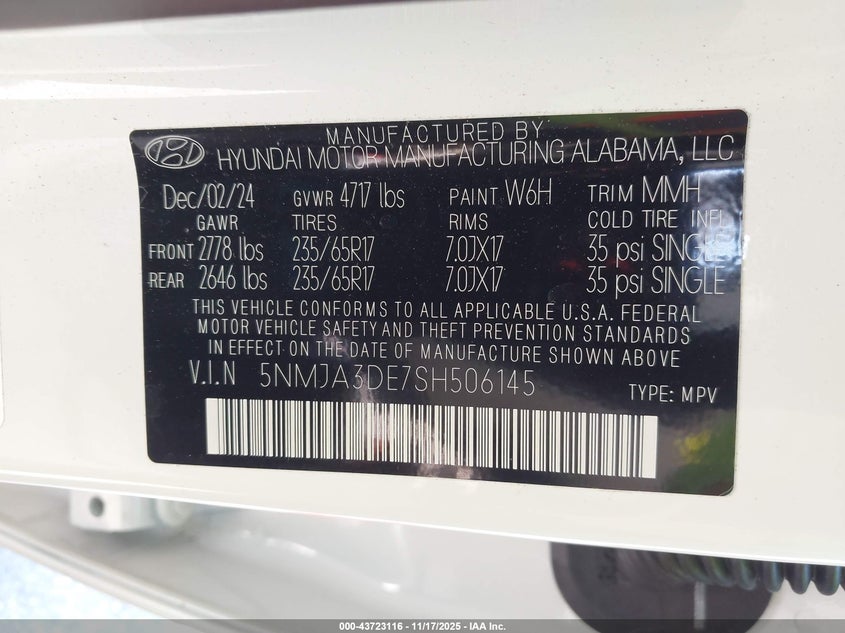 MANUFACTURED BY
HYUNDAI MOTOR MANUFACTURING ALABAMA, LLC
Dec/02/24 GVWR 4717 lbs PAINT W6H TRIM MMH
GAWR TIRES RIMS COLD TIRE INFL
FRONT 2778 lbs 235/65R17 7.0JX17 35 psi SINGLE
REAR 2646 lbs 235/65R17 7.0JX17 35 psi SINGLE
THIS VEHICLE CONFORMS TO ALL APPLICABLE U.S.A. FEDERAL
MOTOR VEHICLE SAFETY AND THEFT PREVENTION STANDARDS
IN EFFECT ON THE DATE OF MANUFACTURE SHOWN ABOVE
V.I.N 5NMJA3DE7SH506145
TYPE: MPV
000-43723116 - 11/17/2025 - IAA Inc.